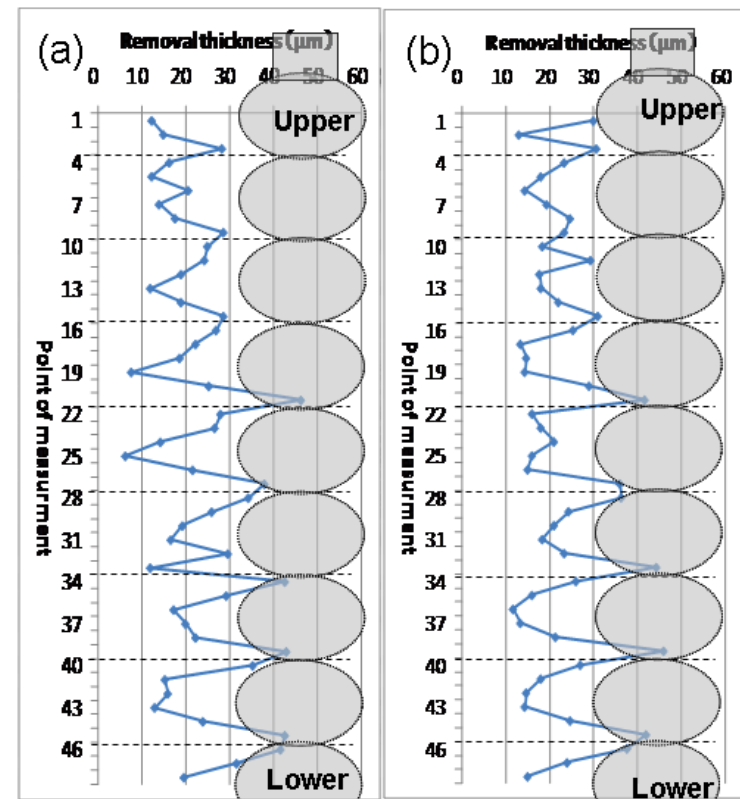 (a)
Removal thickness (μm)
0 10 20 30 40 50 60
Upper
1
4
7
10
13
16
19
22
25
28
31
34
37
40
43
46
Point of measurment
Lower
(b)
Removal thickness (μm)
0 10 20 30 40 50 60
Upper
1
4
7
10
13
16
19
22
25
28
31
34
37
40
43
46
Point of measurment
Lower